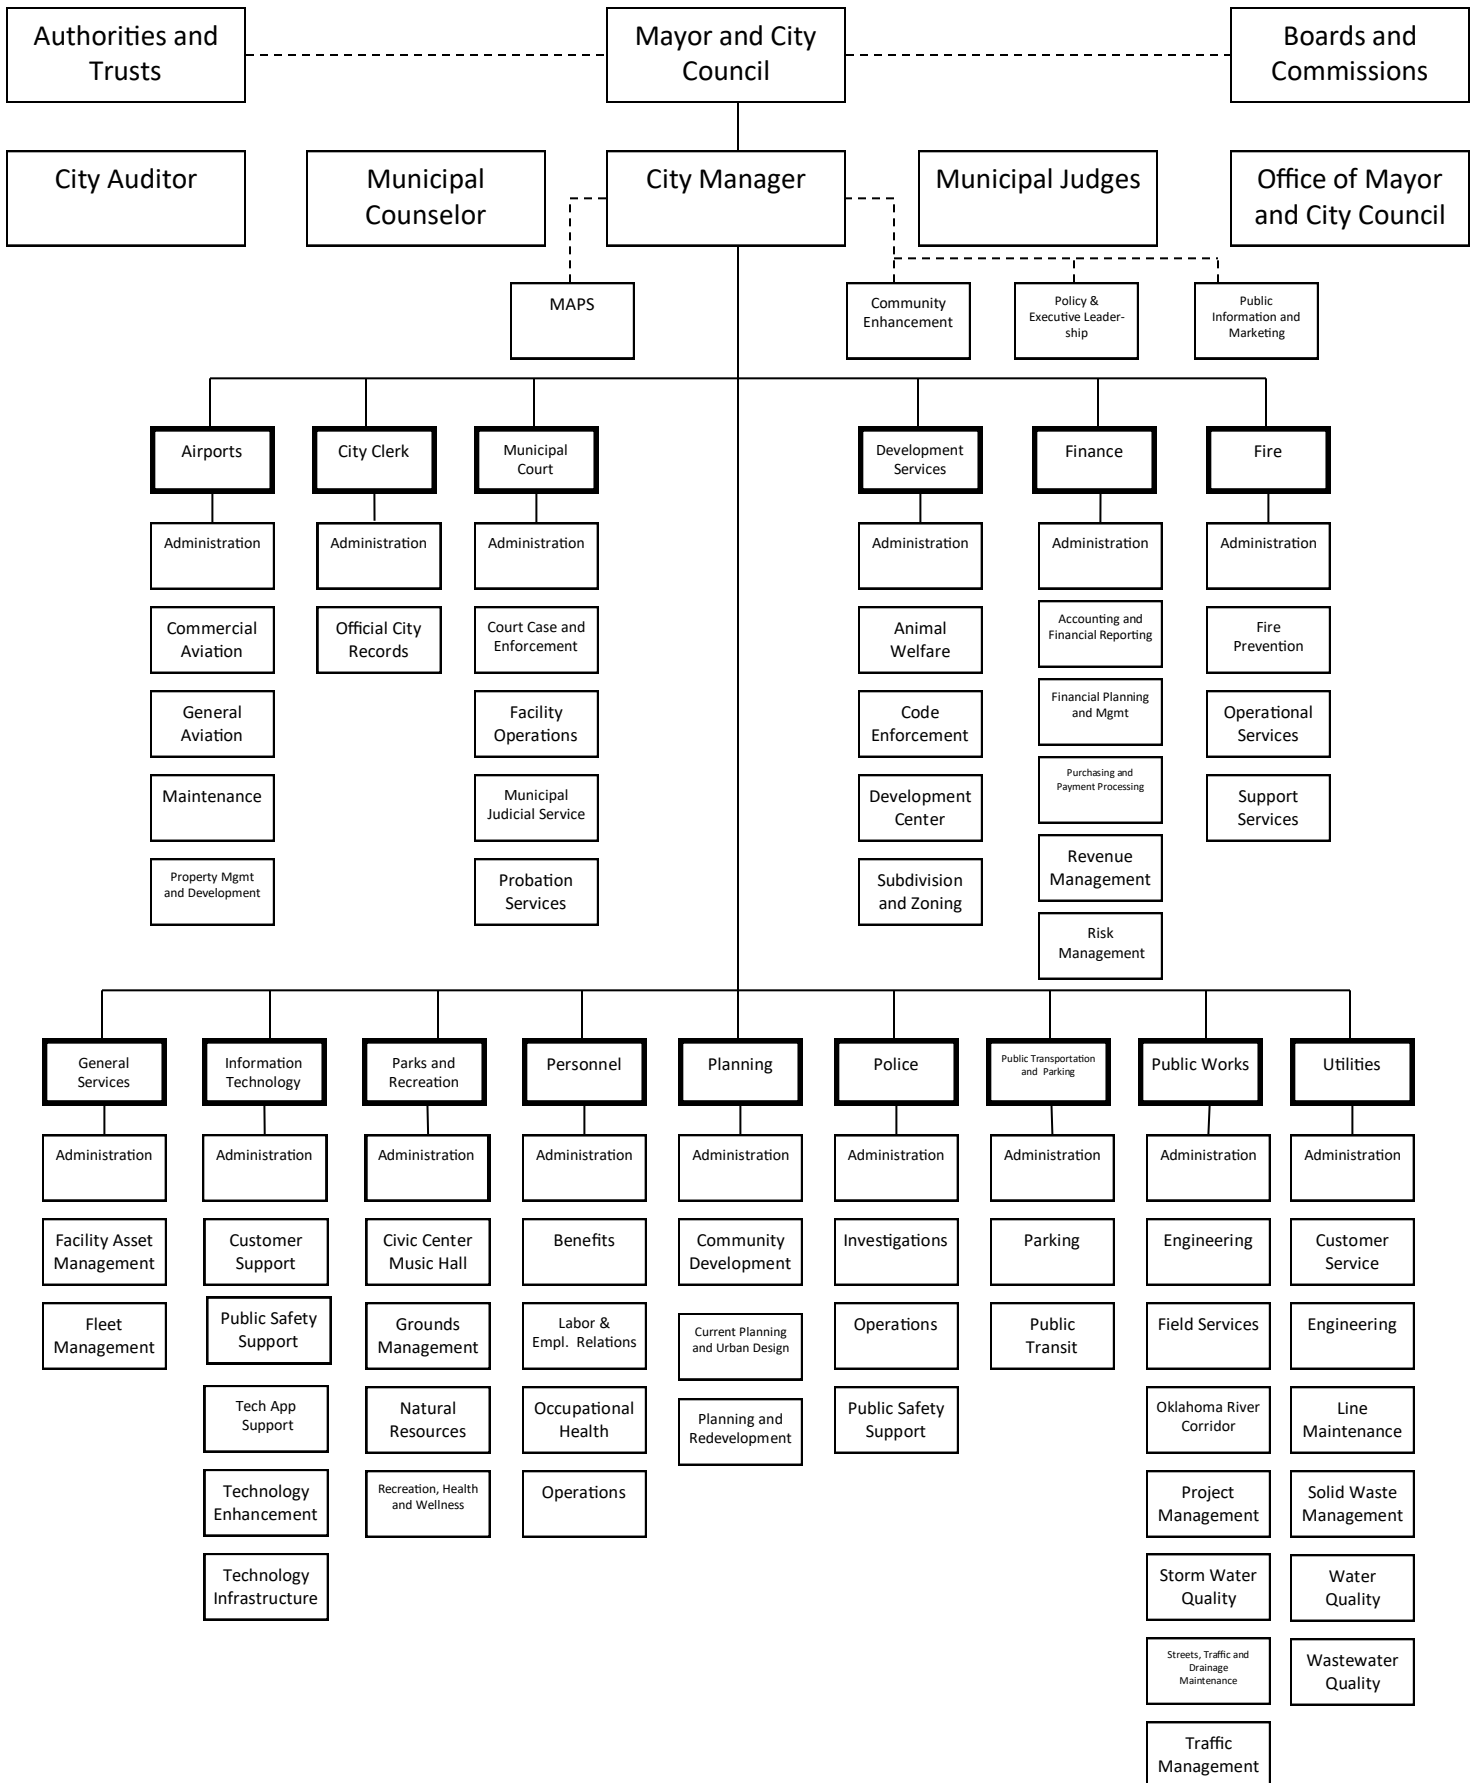 Authorities and
Trusts
Mayor and City
Council
Boards and
Commissions
City Auditor
Municipal
Counselor
City Manager
Municipal Judges
Office of Mayor
and City Council
MAPS
Community
Enhancement
Policy &
Executive Leader-
ship
Public
Information and
Marketing
Airports
City Clerk
Municipal
Court
Development
Services
Finance
Fire
Administration
Commercial
Aviation
General
Aviation
Maintenance
Property Mgmt
and Development
Administration
Official City
Records
Administration
Court Case and
Enforcement
Facility
Operations
Municipal
Judicial Service
Probation
Services
Administration
Animal
Welfare
Code
Enforcement
Development
Center
Subdivision
and Zoning
Administration
Accounting and
Financial Reporting
Financial Planning
and Mgmt
Purchasing and
Payment Processing
Revenue
Management
Risk
Management
Administration
Fire
Prevention
Operational
Services
Support
Services
General
Services
Information
Technology
Parks and
Recreation
Personnel
Planning
Police
Public Transportation
and Parking
Public Works
Utilities
Administration
Facility Asset
Management
Fleet
Management
Administration
Customer
Support
Public Safety
Support
Tech App
Support
Technology
Enhancement
Technology
Infrastructure
Administration
Civic Center
Music Hall
Grounds
Management
Natural
Resources
Recreation, Health
and Wellness
Administration
Benefits
Labor &
Empl. Relations
Occupational
Health
Operations
Administration
Community
Development
Current Planning
and Urban Design
Planning and
Redevelopment
Administration
Investigations
Operations
Public Safety
Support
Administration
Parking
Public
Transit
Administration
Engineering
Field Services
Oklahoma River
Corridor
Project
Management
Storm Water
Quality
Streets, Traffic and
Drainage
Maintenance
Traffic
Management
Administration
Customer
Service
Engineering
Line
Maintenance
Solid Waste
Management
Water
Quality
Wastewater
Quality